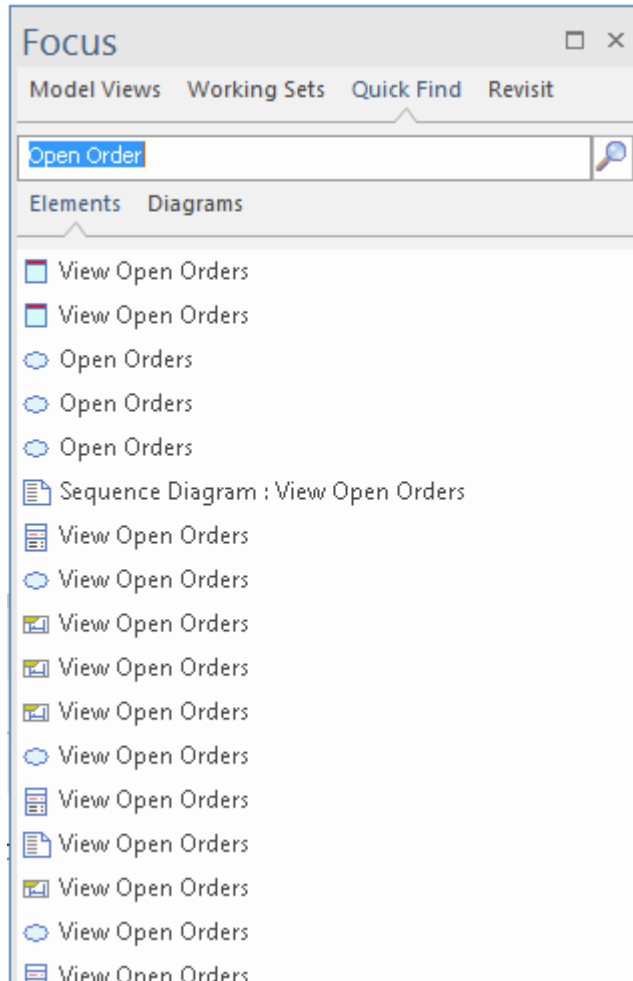 Focus
Model Views Working Sets Quick Find Revisit
Open Order
Elements Diagrams
View Open Orders
View Open Orders
Open Orders
Open Orders
Open Orders
Sequence Diagram : View Open Orders
View Open Orders
View Open Orders
View Open Orders
View Open Orders
View Open Orders
View Open Orders
View Open Orders
View Open Orders
View Open Orders
View Open Orders
View Open Orders